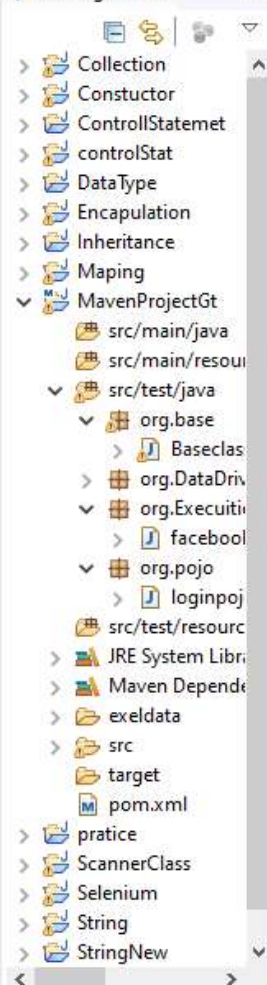 Collection
Constuctor
ControllStatemet
controlStat
DataType
Encapulation
Inheritance
Maping
MavenProjectGt
src/main/java
src/main/resour
src/test/java
org.base
Baseclas
org.DataDriv
org.Execuitio
facebool
org.pojo
loginpoj
src/test/resourc
JRE System Libra
Maven Depende
exeldata
src
target
pom.xml
pratice
ScannerClass
Selenium
String
StringNew